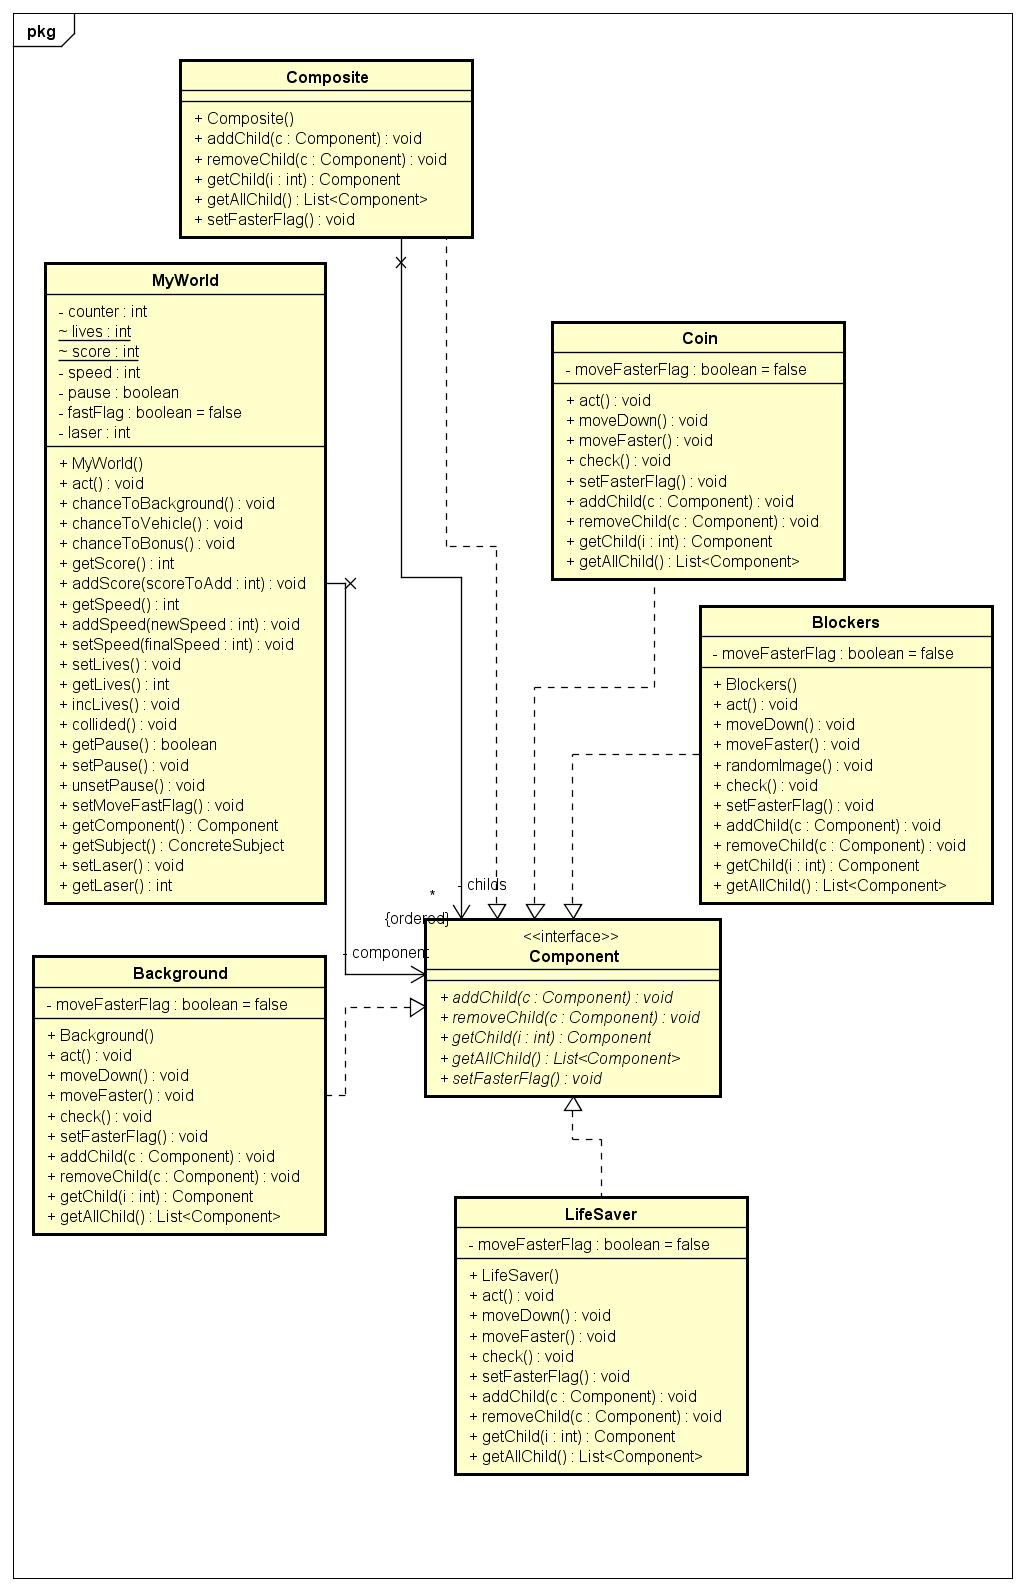 pkg
Composite
+ Composite()
+ addChild(c : Component) : void
+ removeChild(c : Component) : void
+ getChild(i : int) : Component
+ getAllChild() : List<Component>
+ setFasterFlag() : void
MyWorld
- counter : int
~ lives : int
~ score : int
- speed : int
- pause : boolean
- fastFlag : boolean = false
- laser : int
+ MyWorld()
+ act() : void
+ chanceToBackground() : void
+ chanceToVehicle() : void
+ chanceToBonus() : void
+ getScore() : int
+ addScore(scoreToAdd : int) : void
+ getSpeed() : int
+ addSpeed(newSpeed : int) : void
+ setSpeed(finalSpeed : int) : void
+ setLives() : void
+ getLives() : int
+ incLives() : void
+ collided() : void
+ getPause() : boolean
+ setPause() : void
+ unsetPause() : void
+ setMoveFastFlag() : void
+ getComponent() : Component
+ getSubject() : ConcreteSubject
+ setLaser() : void
+ getLaser() : int
Coin
- moveFasterFlag : boolean = false
+ act() : void
+ moveDown() : void
+ moveFaster() : void
+ check() : void
+ setFasterFlag() : void
+ addChild(c : Component) : void
+ removeChild(c : Component) : void
+ getChild(i : int) : Component
+ getAllChild() : List<Component>
Blockers
- moveFasterFlag : boolean = false
+ Blockers()
+ act() : void
+ moveDown() : void
+ moveFaster() : void
+ randomImage() : void
+ check() : void
+ setFasterFlag() : void
+ addChild(c : Component) : void
+ removeChild(c : Component) : void
+ getChild(i : int) : Component
+ getAllChild() : List<Component>
- childs
*
{ordered}
- component
<<interface>>
Component
+ addChild(c : Component) : void
+ removeChild(c : Component) : void
+ getChild(i : int) : Component
+ getAllChild() : List<Component>
+ setFasterFlag() : void
Background
- moveFasterFlag : boolean = false
+ Background()
+ act() : void
+ moveDown() : void
+ moveFaster() : void
+ check() : void
+ setFasterFlag() : void
+ addChild(c : Component) : void
+ removeChild(c : Component) : void
+ getChild(i : int) : Component
+ getAllChild() : List<Component>
LifeSaver
- moveFasterFlag : boolean = false
+ LifeSaver()
+ act() : void
+ moveDown() : void
+ moveFaster() : void
+ check() : void
+ setFasterFlag() : void
+ addChild(c : Component) : void
+ removeChild(c : Component) : void
+ getChild(i : int) : Component
+ getAllChild() : List<Component>